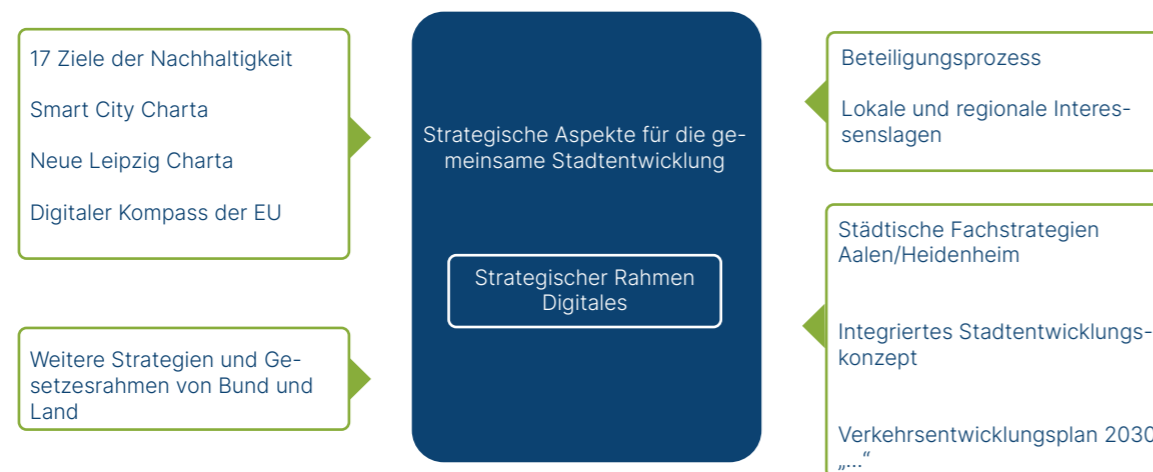 17 Ziele der Nachhaltigkeit
Smart City Charta
Neue Leipzig Charta
Digitaler Kompass der EU
Weitere Strategien und Ge-
setzesrahmen von Bund und
Land
Strategische Aspekte für die ge-
meinsame Stadtentwicklung
Strategischer Rahmen
Digitales
Beteiligungsprozess
Lokale und regionale Interes-
senslagen
Städtische Fachstrategien
Aalen/Heidenheim
Integriertes Stadtentwicklungs-
konzept
Verkehrsentwicklungsplan 2030
„...“